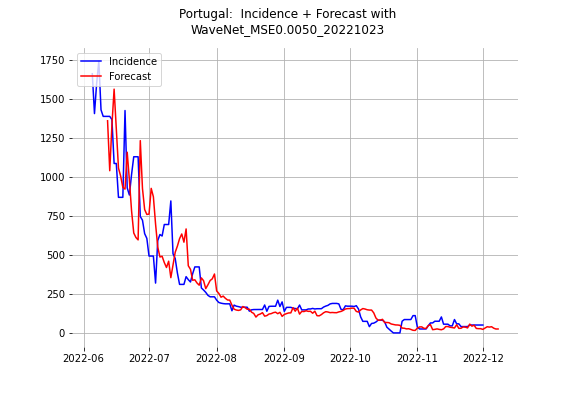 Portugal:  Incidence + Forecast with
WaveNet_MSE0.0050_20221023
Incidence
Forecast
1750
1500
1250
1000
750
500
250
0
2022-06 2022-07 2022-08 2022-09 2022-10 2022-11 2022-12